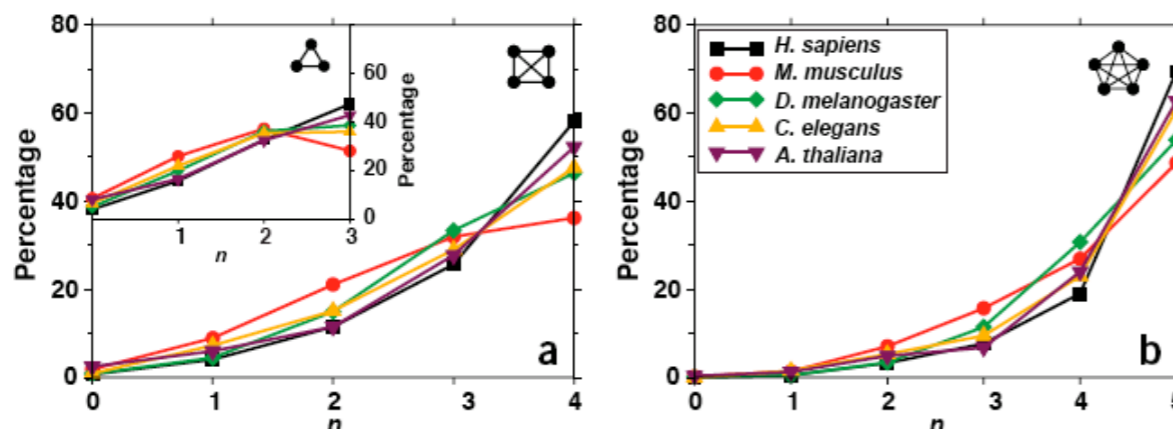 80
60
40
20
0
Percentage
0 1 2 3 4
n
a
60
40
20
0
Percentage
1 2 3
n
80
60
40
20
0
Percentage
0 1 2 3 4 5
n
b
H. sapiens
M. musculus
D. melanogaster
C. elegans
A. thaliana